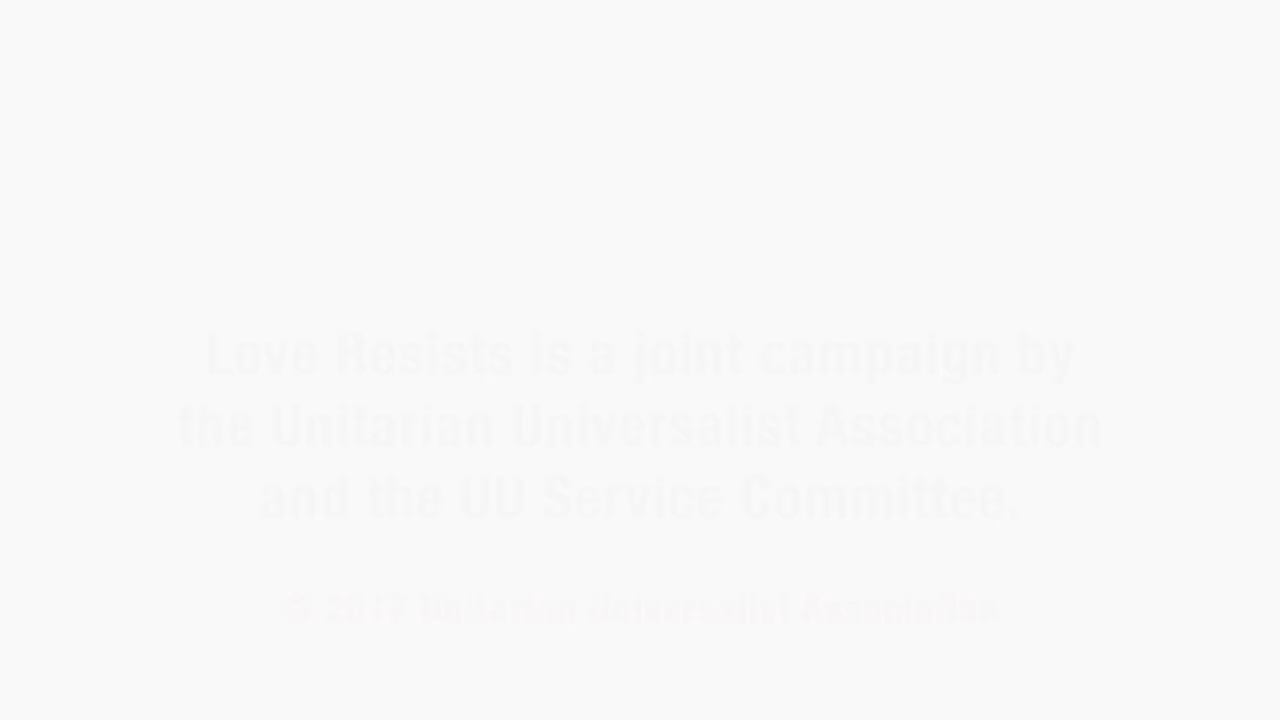 Love Resists is a joint campaign by
the Unitarian Universalist Association
and the UU Service Committee.
© 2017 Unitarian Universalist Association